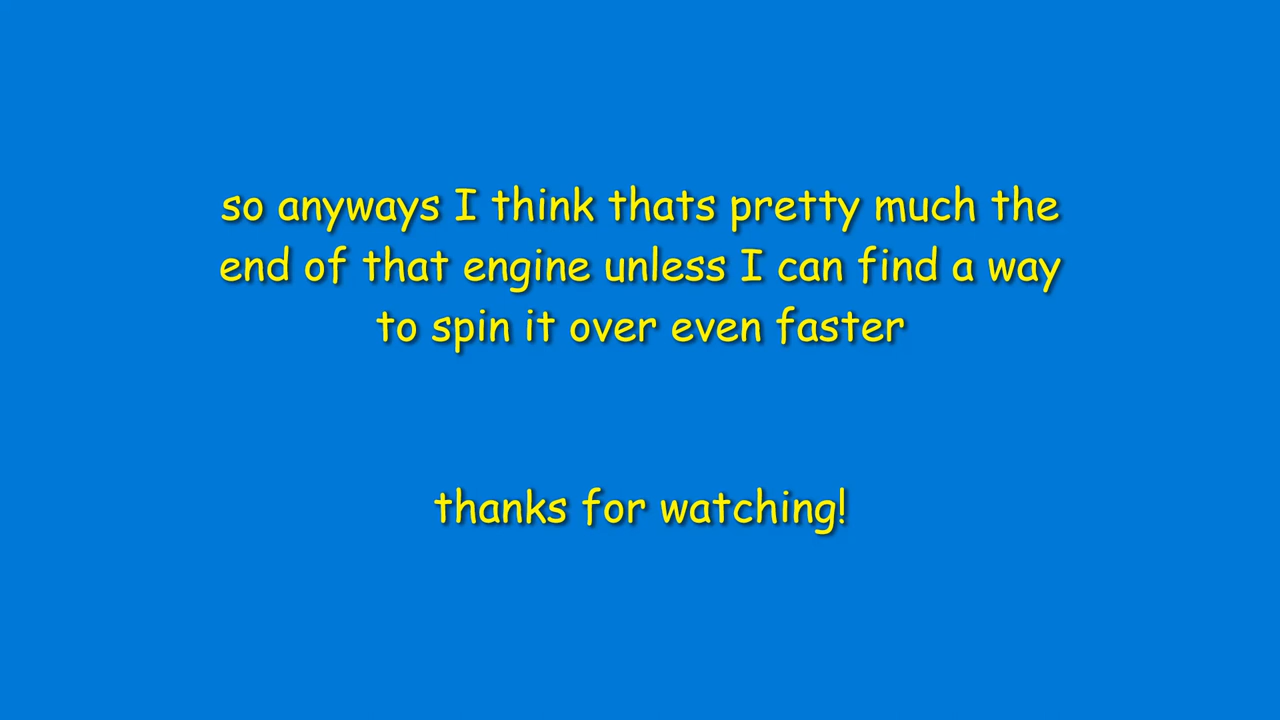 so anyways I think thats pretty much the
end of that engine unless I can find a way
to spin it over even faster
thanks for watching!